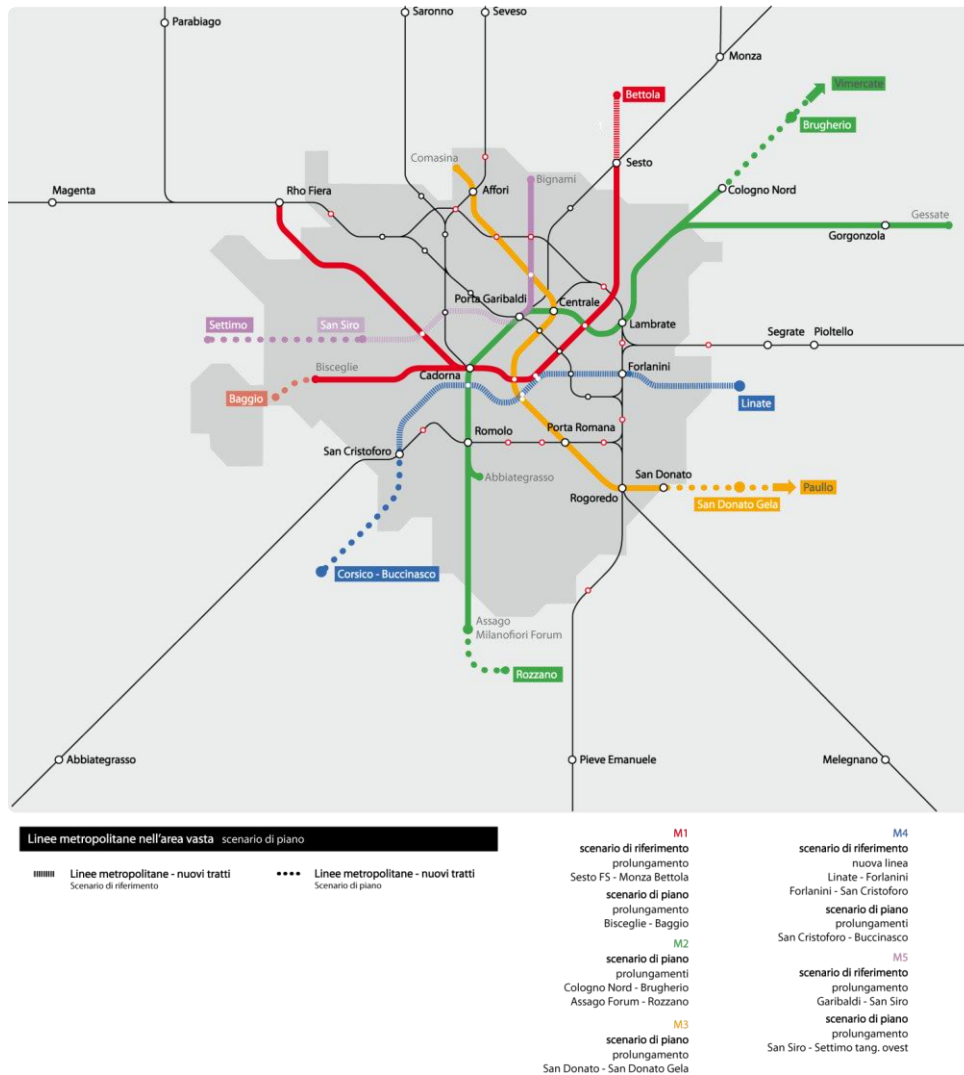 Parabiago
Saronno
Seveso
Monza
Vimercate
Bettola
Brugherio
Comasina
Sesto
Bignami
Magenta
Rho Fiera
Affori
Cologno Nord
Gessate
Gorgonzola
Porta Garibaldi
Centrale
Settimo
San Siro
Lambrate
Segrate
Pioltello
Bisceglie
Cadorna
Forlanini
Baggio
Linate
Romolo
Porta Romana
San Cristoforo
Abbiategrasso
San Donato
Rogoredo
Paullo
San Donato Gela
Corsico - Buccinasco
Assago
Milanofiori Forum
Rozzano
Abbiategrasso
Pieve Emanuele
Melegnano
Linee metropolitane nell'area vasta scenario di piano
Linee metropolitane - nuovi tratti
Scenario di riferimento
Linee metropolitane - nuovi tratti
Scenario di piano
M1
scenario di riferimento
prolungamento
Sesto FS - Monza Bettola
scenario di piano
prolungamento
Bisceglie - Baggio
M2
scenario di piano
prolungamenti
Cologno Nord - Brugherio
Assago Forum - Rozzano
M3
scenario di piano
prolungamento
San Donato - San Donato Gela
M4
scenario di riferimento
nuova linea
Linate - Forlanini
Forlanini - San Cristoforo
scenario di piano
prolungamenti
San Cristoforo - Buccinasco
M5
scenario di riferimento
prolungamento
Garibaldi - San Siro
scenario di piano
prolungamento
San Siro - Settimo tang. ovest